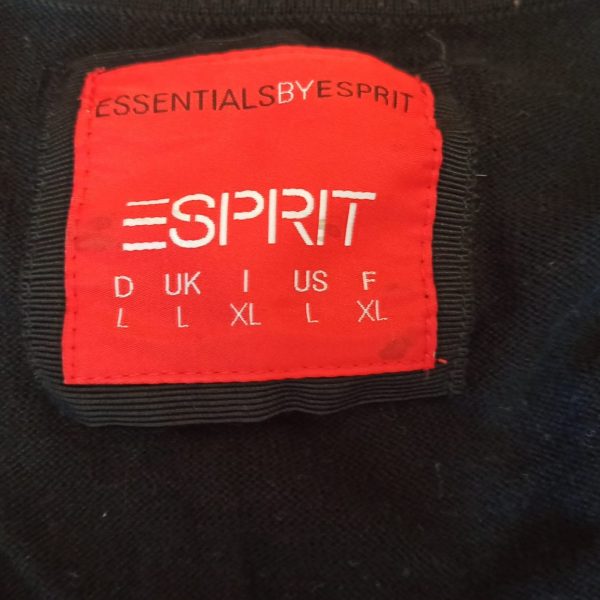 ESSENTIALSBYESPRIT
ESPRIT
D UK I US F
L L XL L XL